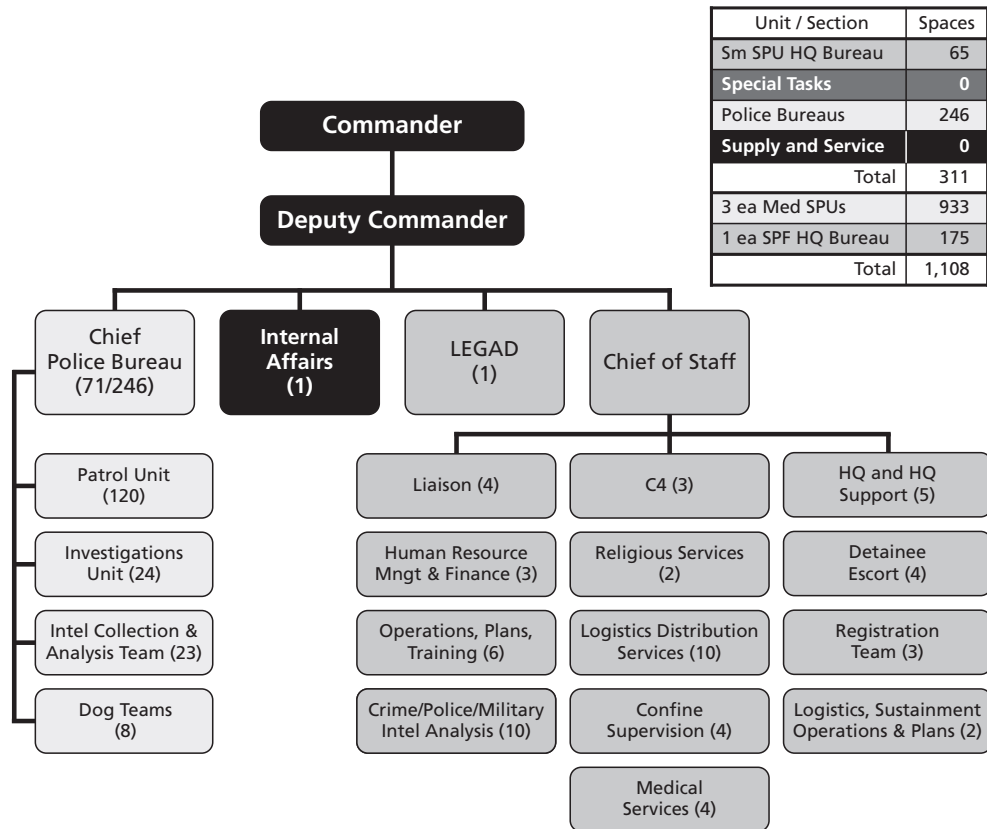 Unit / Section Spaces
Sm SPU HQ Bureau 65
Special Tasks 0
Police Bureaus 246
Supply and Service 0
Total 311
3 ea Med SPUs 933
1 ea SPF HQ Bureau 175
Total 1,108
Commander
Deputy Commander
Chief
Police Bureau
(71/246)
Internal
Affairs
(1)
LEGAD
(1)
Chief of Staff
Patrol Unit
(120)
Investigations
Unit (24)
Intel Collection &
Analysis Team (23)
Dog Teams
(8)
Liaison (4)
Human Resource
Mngt & Finance (3)
Operations, Plans,
Training (6)
Crime/Police/Military
Intel Analysis (10)
C4 (3)
Religious Services
(2)
Logistics Distribution
Services (10)
Confine
Supervision (4)
Medical
Services (4)
HQ and HQ
Support (5)
Detainee
Escort (4)
Registration
Team (3)
Logistics, Sustainment
Operations & Plans (2)